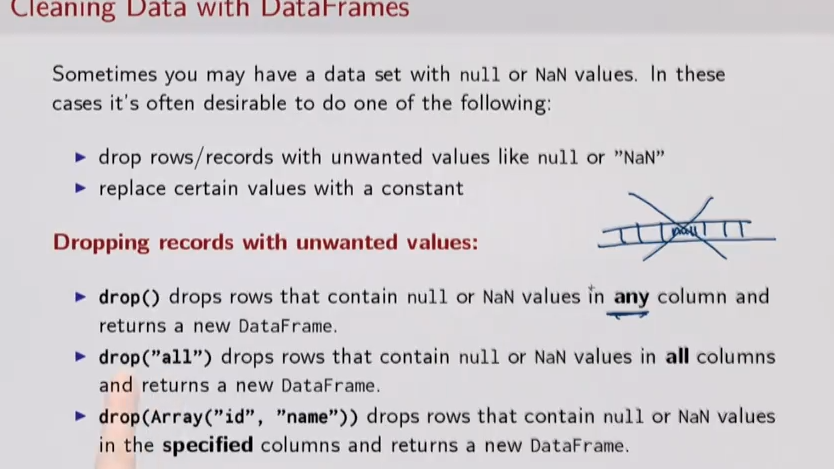 Cleaning Data with DataFrames
Sometimes you may have a data set with null or NaN values. In these
cases it's often desirable to do one of the following:
▶ drop rows/records with unwanted values like null or ”NaN”
▶ replace certain values with a constant
null
Dropping records with unwanted values:
▶ drop() drops rows that contain null or NaN values in any column and
returns a new DataFrame.
▶ drop(”all”) drops rows that contain null or NaN values in all columns
and returns a new DataFrame.
▶ drop(Array(”id”, ”name”)) drops rows that contain null or NaN values
in the specified columns and returns a new DataFrame.